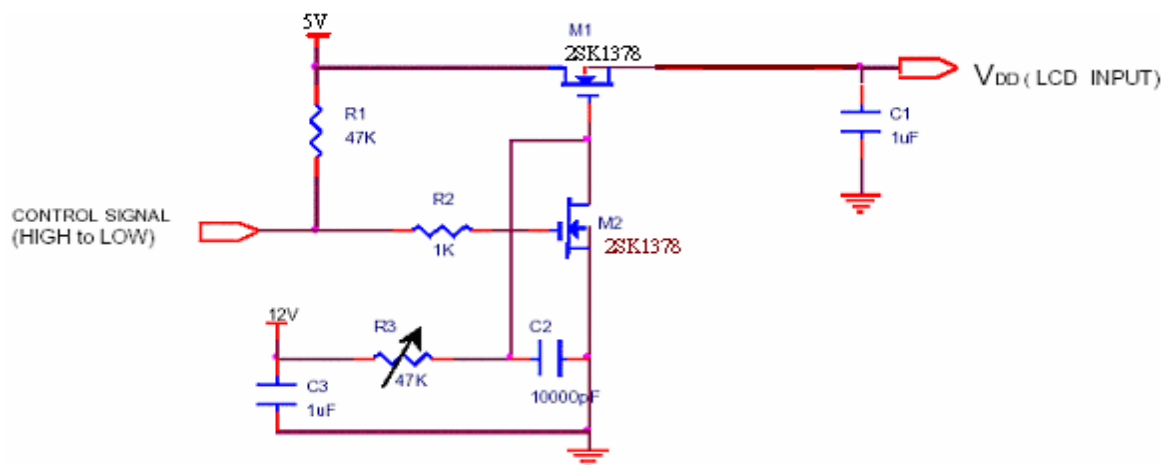 5V
M1
2SK1378
V_DD ( LCD INPUT)
R1
47K
C1
1uF
R2
1K
CONTROL SIGNAL
(HIGH to LOW)
M2
2SK1378
12V
R3
47K
C2
10000pF
C3
1uF